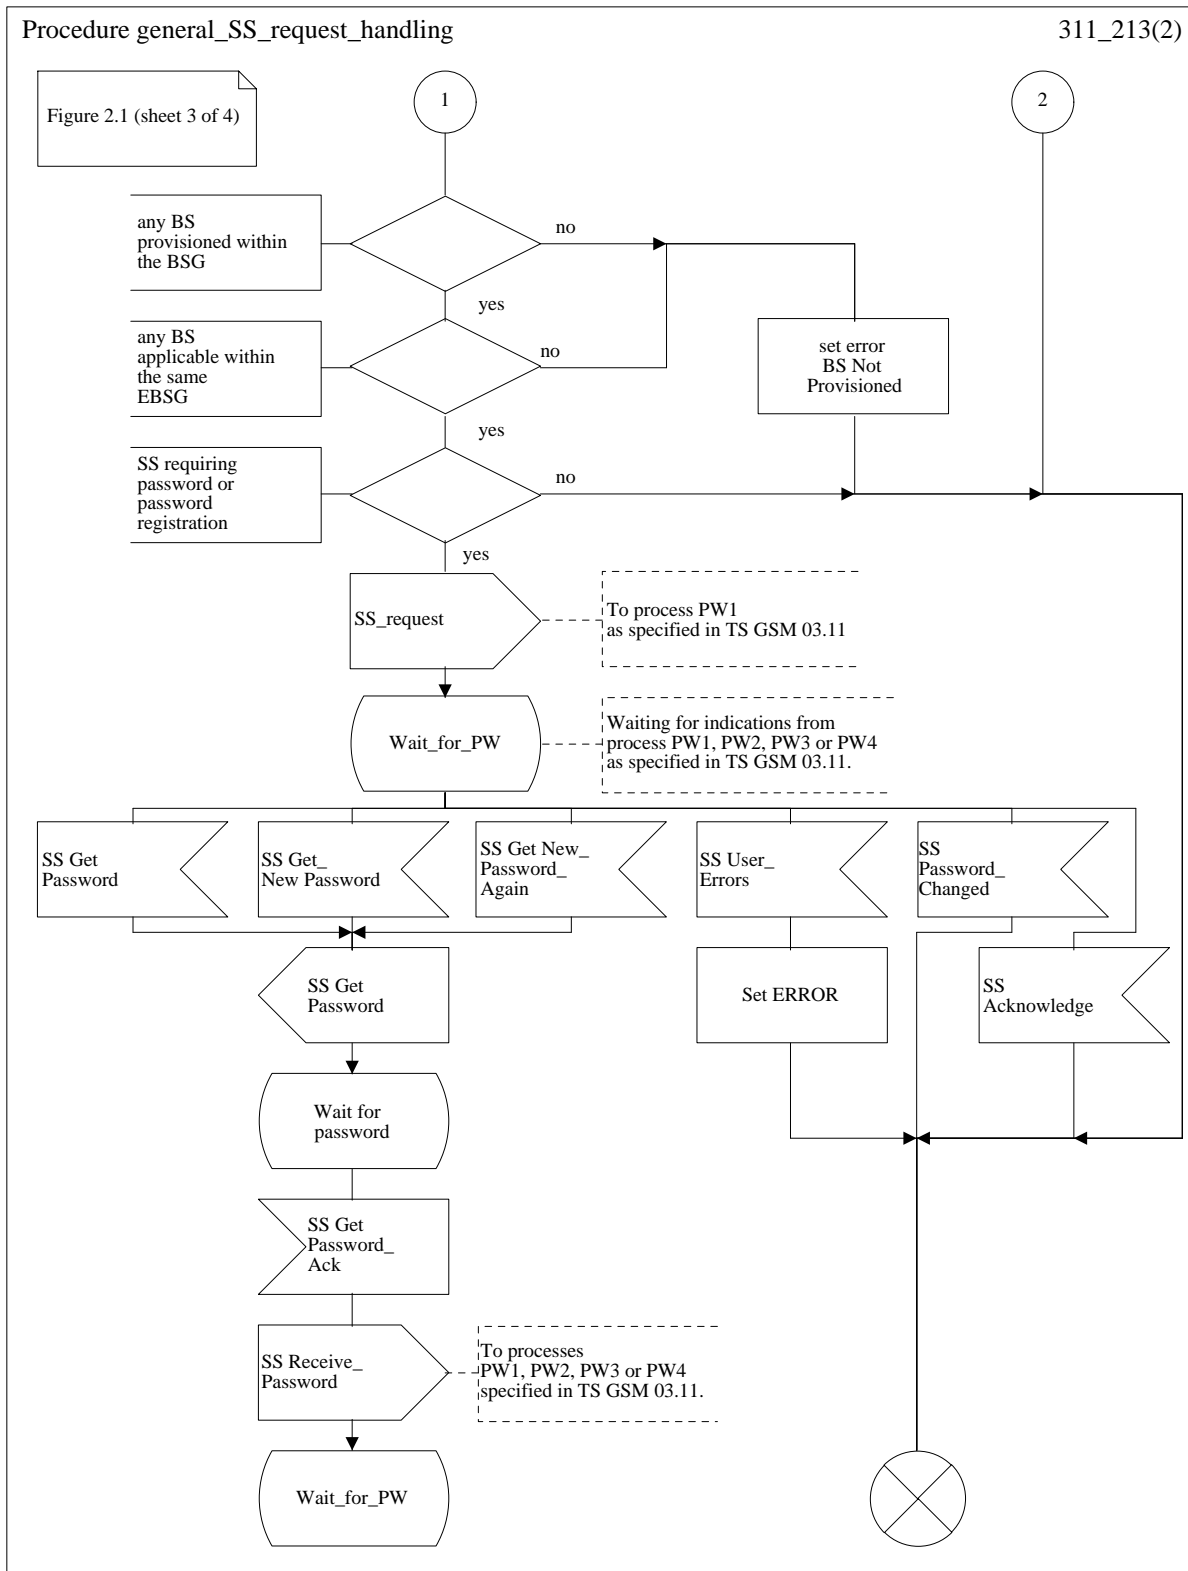 Procedure general_SS_request_handling
311_213(2)
Figure 2.1 (sheet 3 of 4)
1
2
any BS
provisioned within
the BSG
no
yes
any BS
applicable within
the same
EBSG
no
set error
BS Not
Provisioned
yes
SS requiring
password or
password
registration
no
yes
SS_request
To process PW1
as specified in TS GSM 03.11
Wait_for_PW
Waiting for indications from
process PW1, PW2, PW3 or PW4
as specified in TS GSM 03.11.
SS Get
Password
SS Get_
New Password
SS Get New_
Password_
Again
SS User_
Errors
SS
Password_
Changed
SS Get
Password
Set ERROR
SS
Acknowledge
Wait for
password
SS Get
Password_
Ack
SS Receive_
Password
To processes
PW1, PW2, PW3 or PW4
specified in TS GSM 03.11.
Wait_for_PW